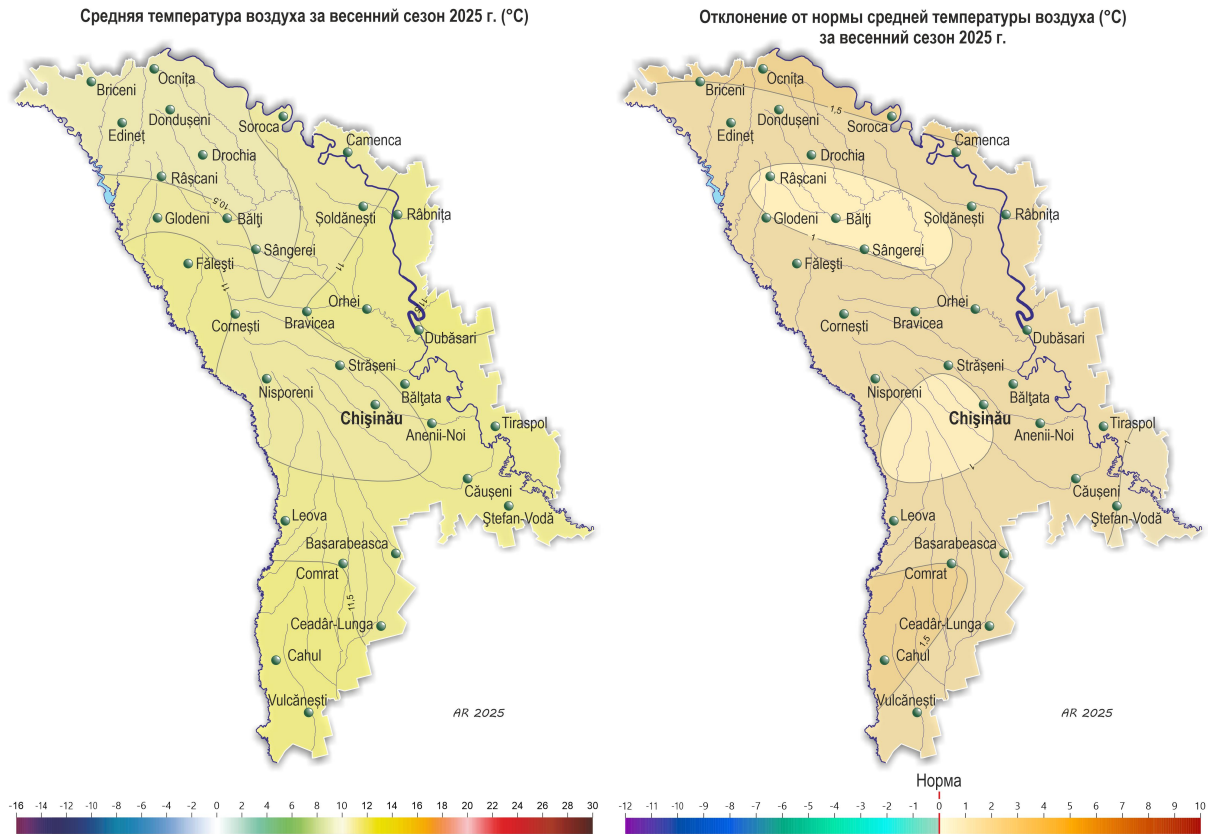 Средняя температура воздуха за весенний сезон 2025 г. (°C)
Briceni
Ocnița
Edineț
Dondușeni
Soroca
Camenca
Drochia
Râșcani
10,5
Glodeni
Bălți
Șoldănești
Râbnița
Sângerei
Fălești
11
11
Cornești
Bravicea
Orhei
11,5
Dubăsari
Strășeni
Nisporeni
Bălțata
Chișinău
Anenii-Noi
Tiraspol
Căușeni
Ștefan-Vodă
Leova
Basarabeasca
Comrat
11,5
Ceadâr-Lunga
Cahul
Vulcănești
AR 2025
-16 -14 -12 -10 -8 -6 -4 -2 0 2 4 6 8 10 12 14 16 18 20 22 24 26 28 30
Отклонение от нормы средней температуры воздуха (°C)
за весенний сезон 2025 г.
Briceni
Ocnița
1,5
Edineț
Dondușeni
Soroca
Camenca
Drochia
Râșcani
Glodeni
Bălți
Șoldănești
Râbnița
1
Sângerei
Fălești
Cornești
Bravicea
Orhei
Dubăsari
Strășeni
Nisporeni
Bălțata
Chișinău
Anenii-Noi
Tiraspol
1
1
Căușeni
Ștefan-Vodă
Leova
Basarabeasca
Comrat
Ceadâr-Lunga
1,5
Cahul
Vulcănești
AR 2025
Норма
-12 -11 -10 -9 -8 -7 -6 -5 -4 -3 -2 -1 0 1 2 3 4 5 6 7 8 9 10